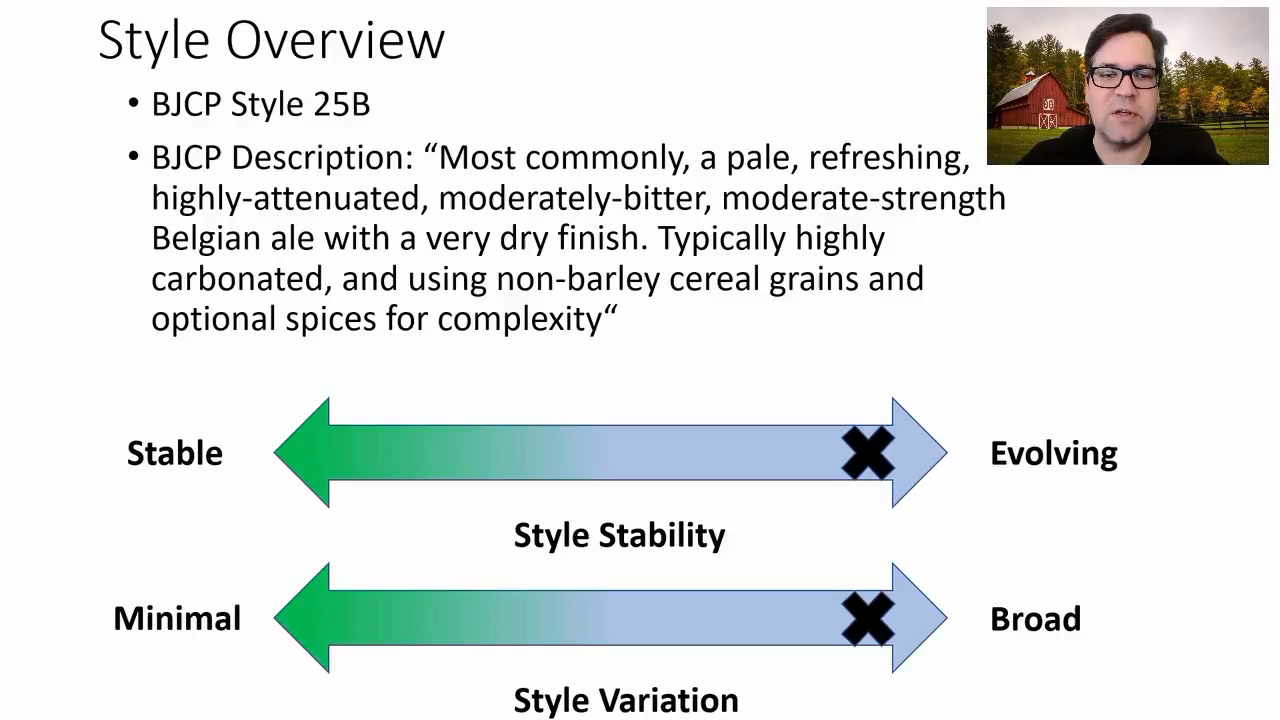 Style Overview
• BJCP Style 25B
• BJCP Description: “Most commonly, a pale, refreshing,
highly-attenuated, moderately-bitter, moderate-strength
Belgian ale with a very dry finish. Typically highly
carbonated, and using non-barley cereal grains and
optional spices for complexity“
Stable
Evolving
Style Stability
Minimal
Broad
Style Variation